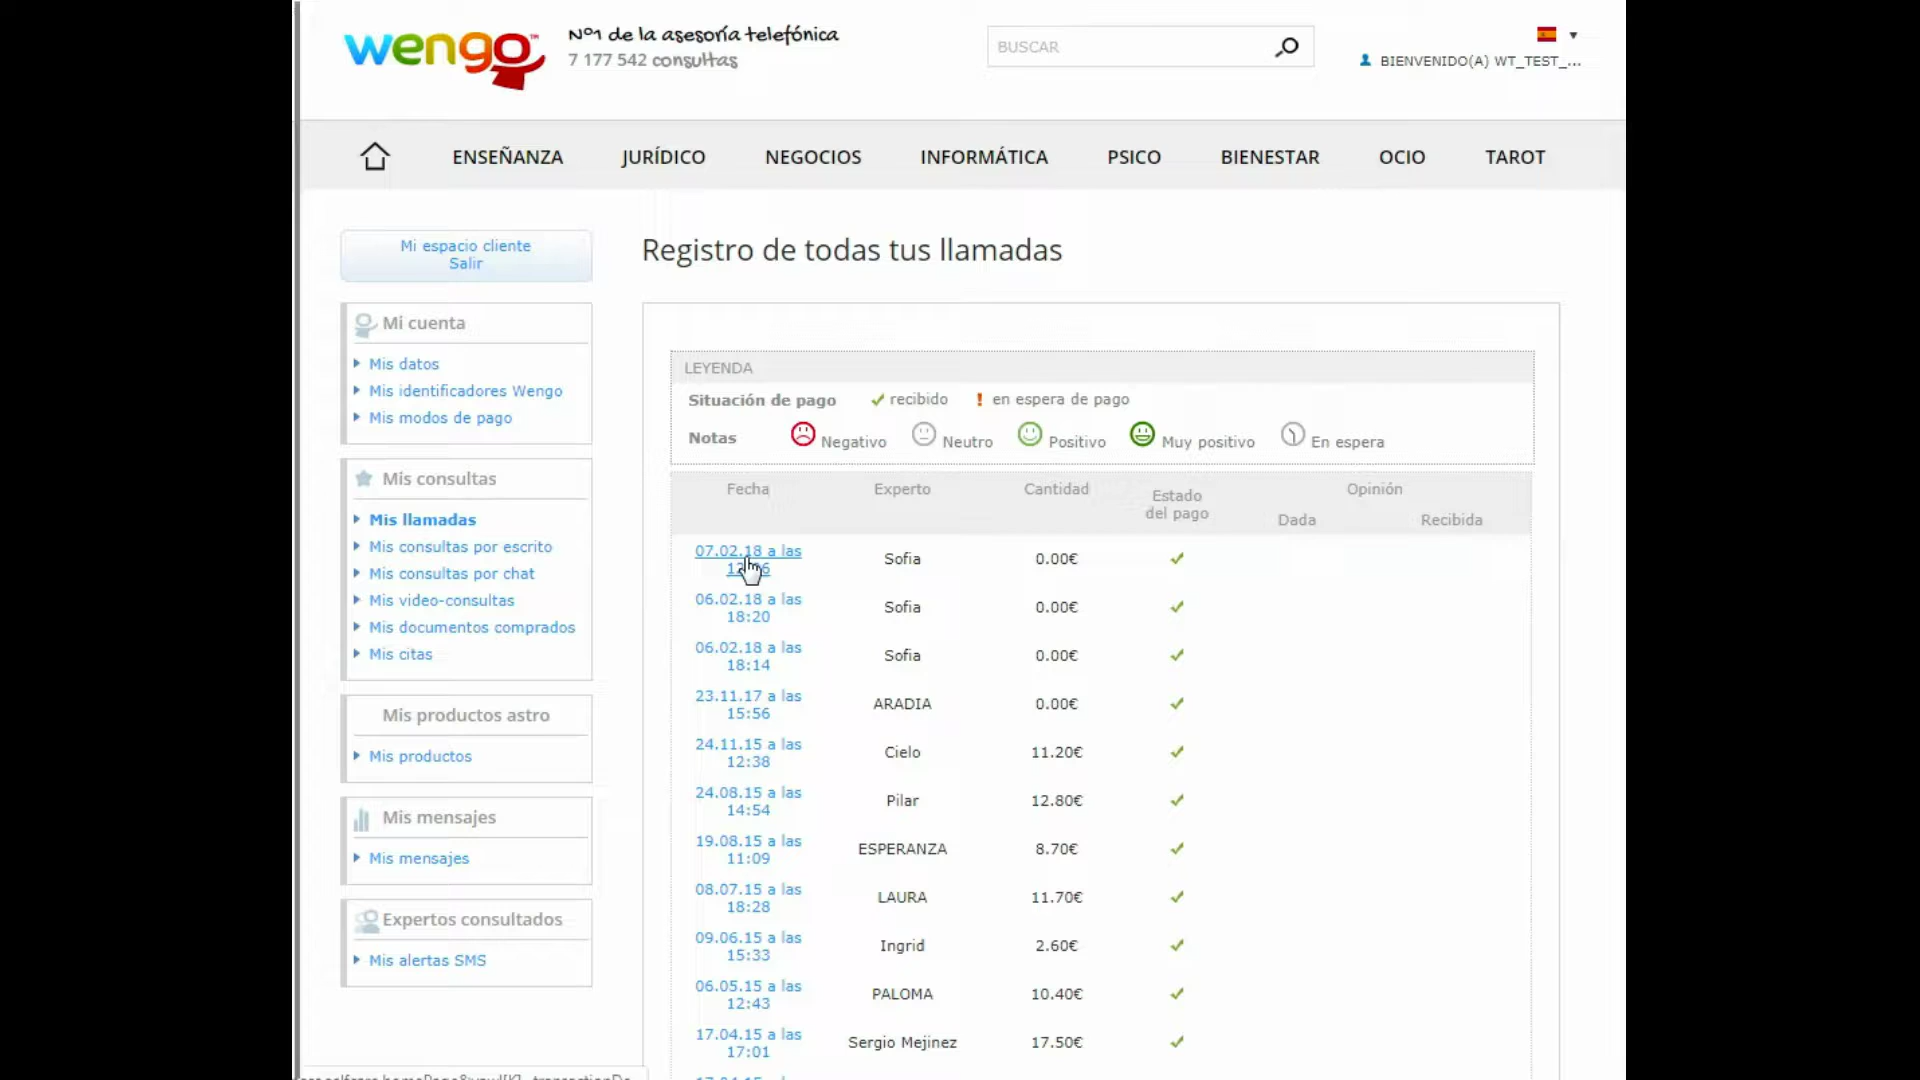 wengo™
Nº1 de la asesoría telefónica
7 177 542 consultas
BUSCAR
BIENVENIDO(A) WT_TEST_...
ENSEÑANZA JURÍDICO NEGOCIOS INFORMÁTICA PSICO BIENESTAR OCIO TAROT
Mi espacio cliente
Salir
Mi cuenta
Mis datos
Mis identificadores Wengo
Mis modos de pago
Mis consultas
Mis llamadas
Mis consultas por escrito
Mis consultas por chat
Mis video-consultas
Mis documentos comprados
Mis citas
Mis productos astro
Mis productos
Mis mensajes
Mis mensajes
Expertos consultados
Mis alertas SMS
Registro de todas tus llamadas
LEYENDA
Situación de pago recibido en espera de pago
Notas Negativo Neutro Positivo Muy positivo En espera
Fecha Experto Cantidad Estado del pago Opinión
Dada Recibida
07.02.18 a las
Sofia 0.00€
06.02.18 a las
18:20 Sofia 0.00€
06.02.18 a las
18:14 Sofia 0.00€
23.11.17 a las
15:56 ARADIA 0.00€
24.11.15 a las
12:38 Cielo 11.20€
24.08.15 a las
14:54 Pilar 12.80€
19.08.15 a las
11:09 ESPERANZA 8.70€
08.07.15 a las
18:28 LAURA 11.70€
09.06.15 a las
15:33 Ingrid 2.60€
06.05.15 a las
12:43 PALOMA 10.40€
17.04.15 a las
17:01 Sergio Mejinez 17.50€